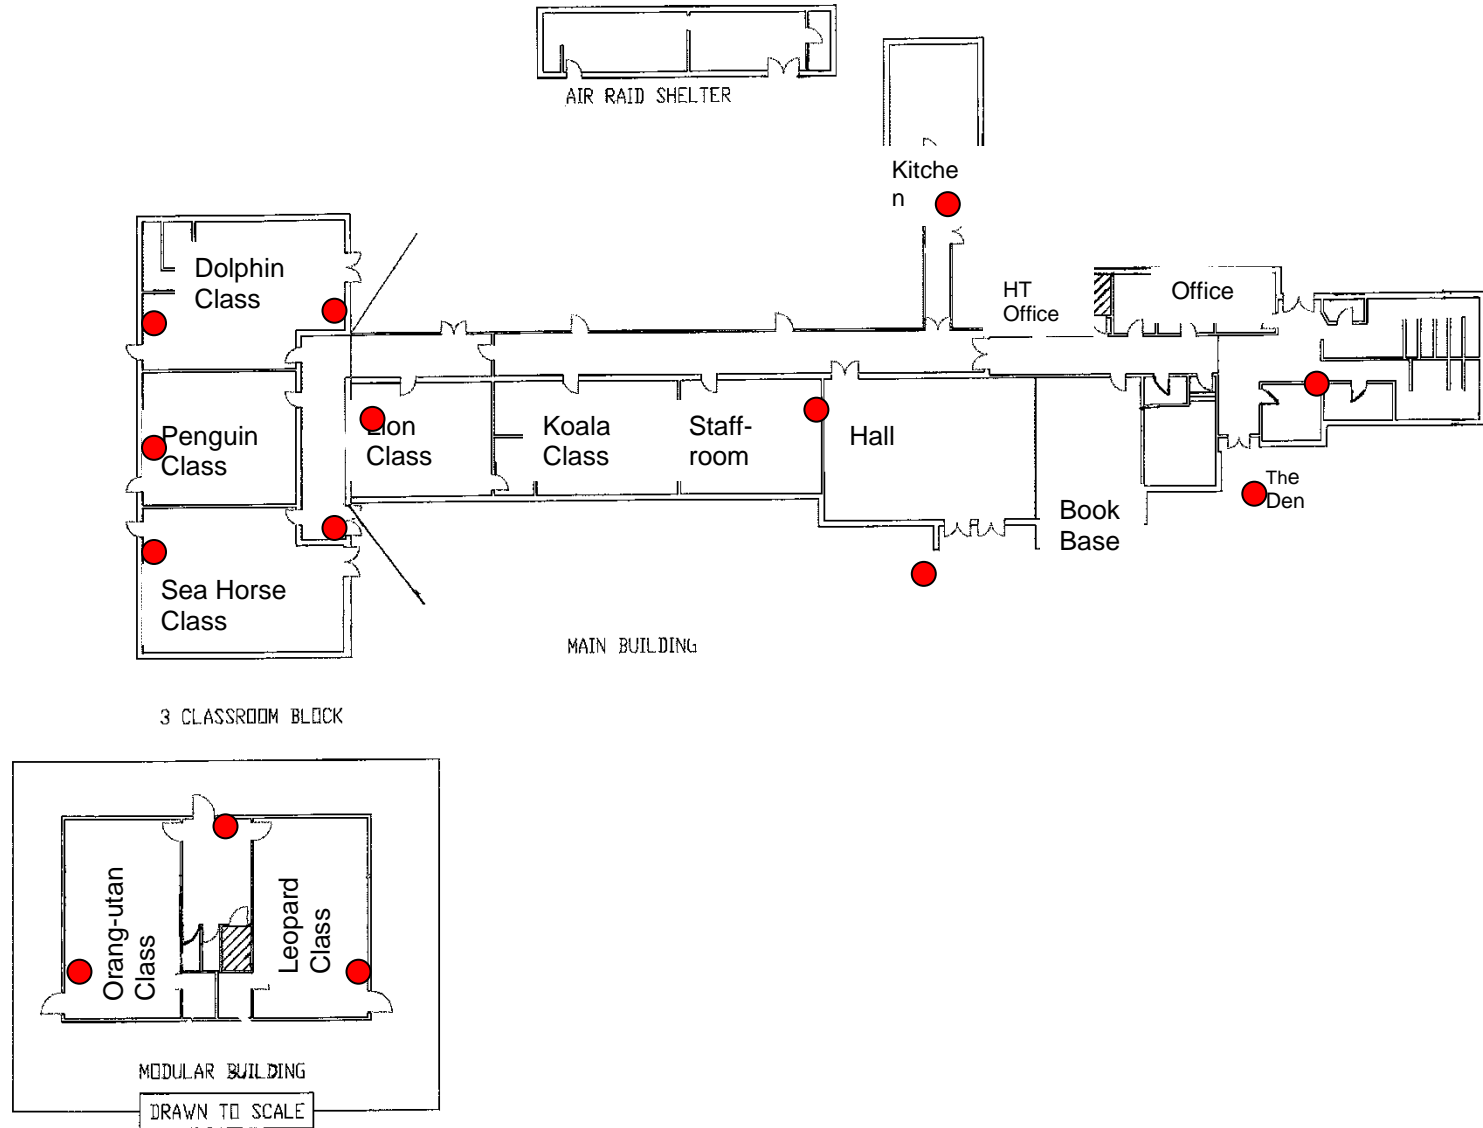 AIR RAID SHELTER
Kitche
n
Dolphin
Class
HT
Office
Office
Penguin
Class
Lion
Class
Koala
Class
Staff-
room
Hall
The
Den
Book
Base
Sea Horse
Class
MAIN BUILDING
3 CLASSROOM BLOCK
Orang-utan
Class
Leopard
Class
MODULAR BUILDING
DRAWN TO SCALE